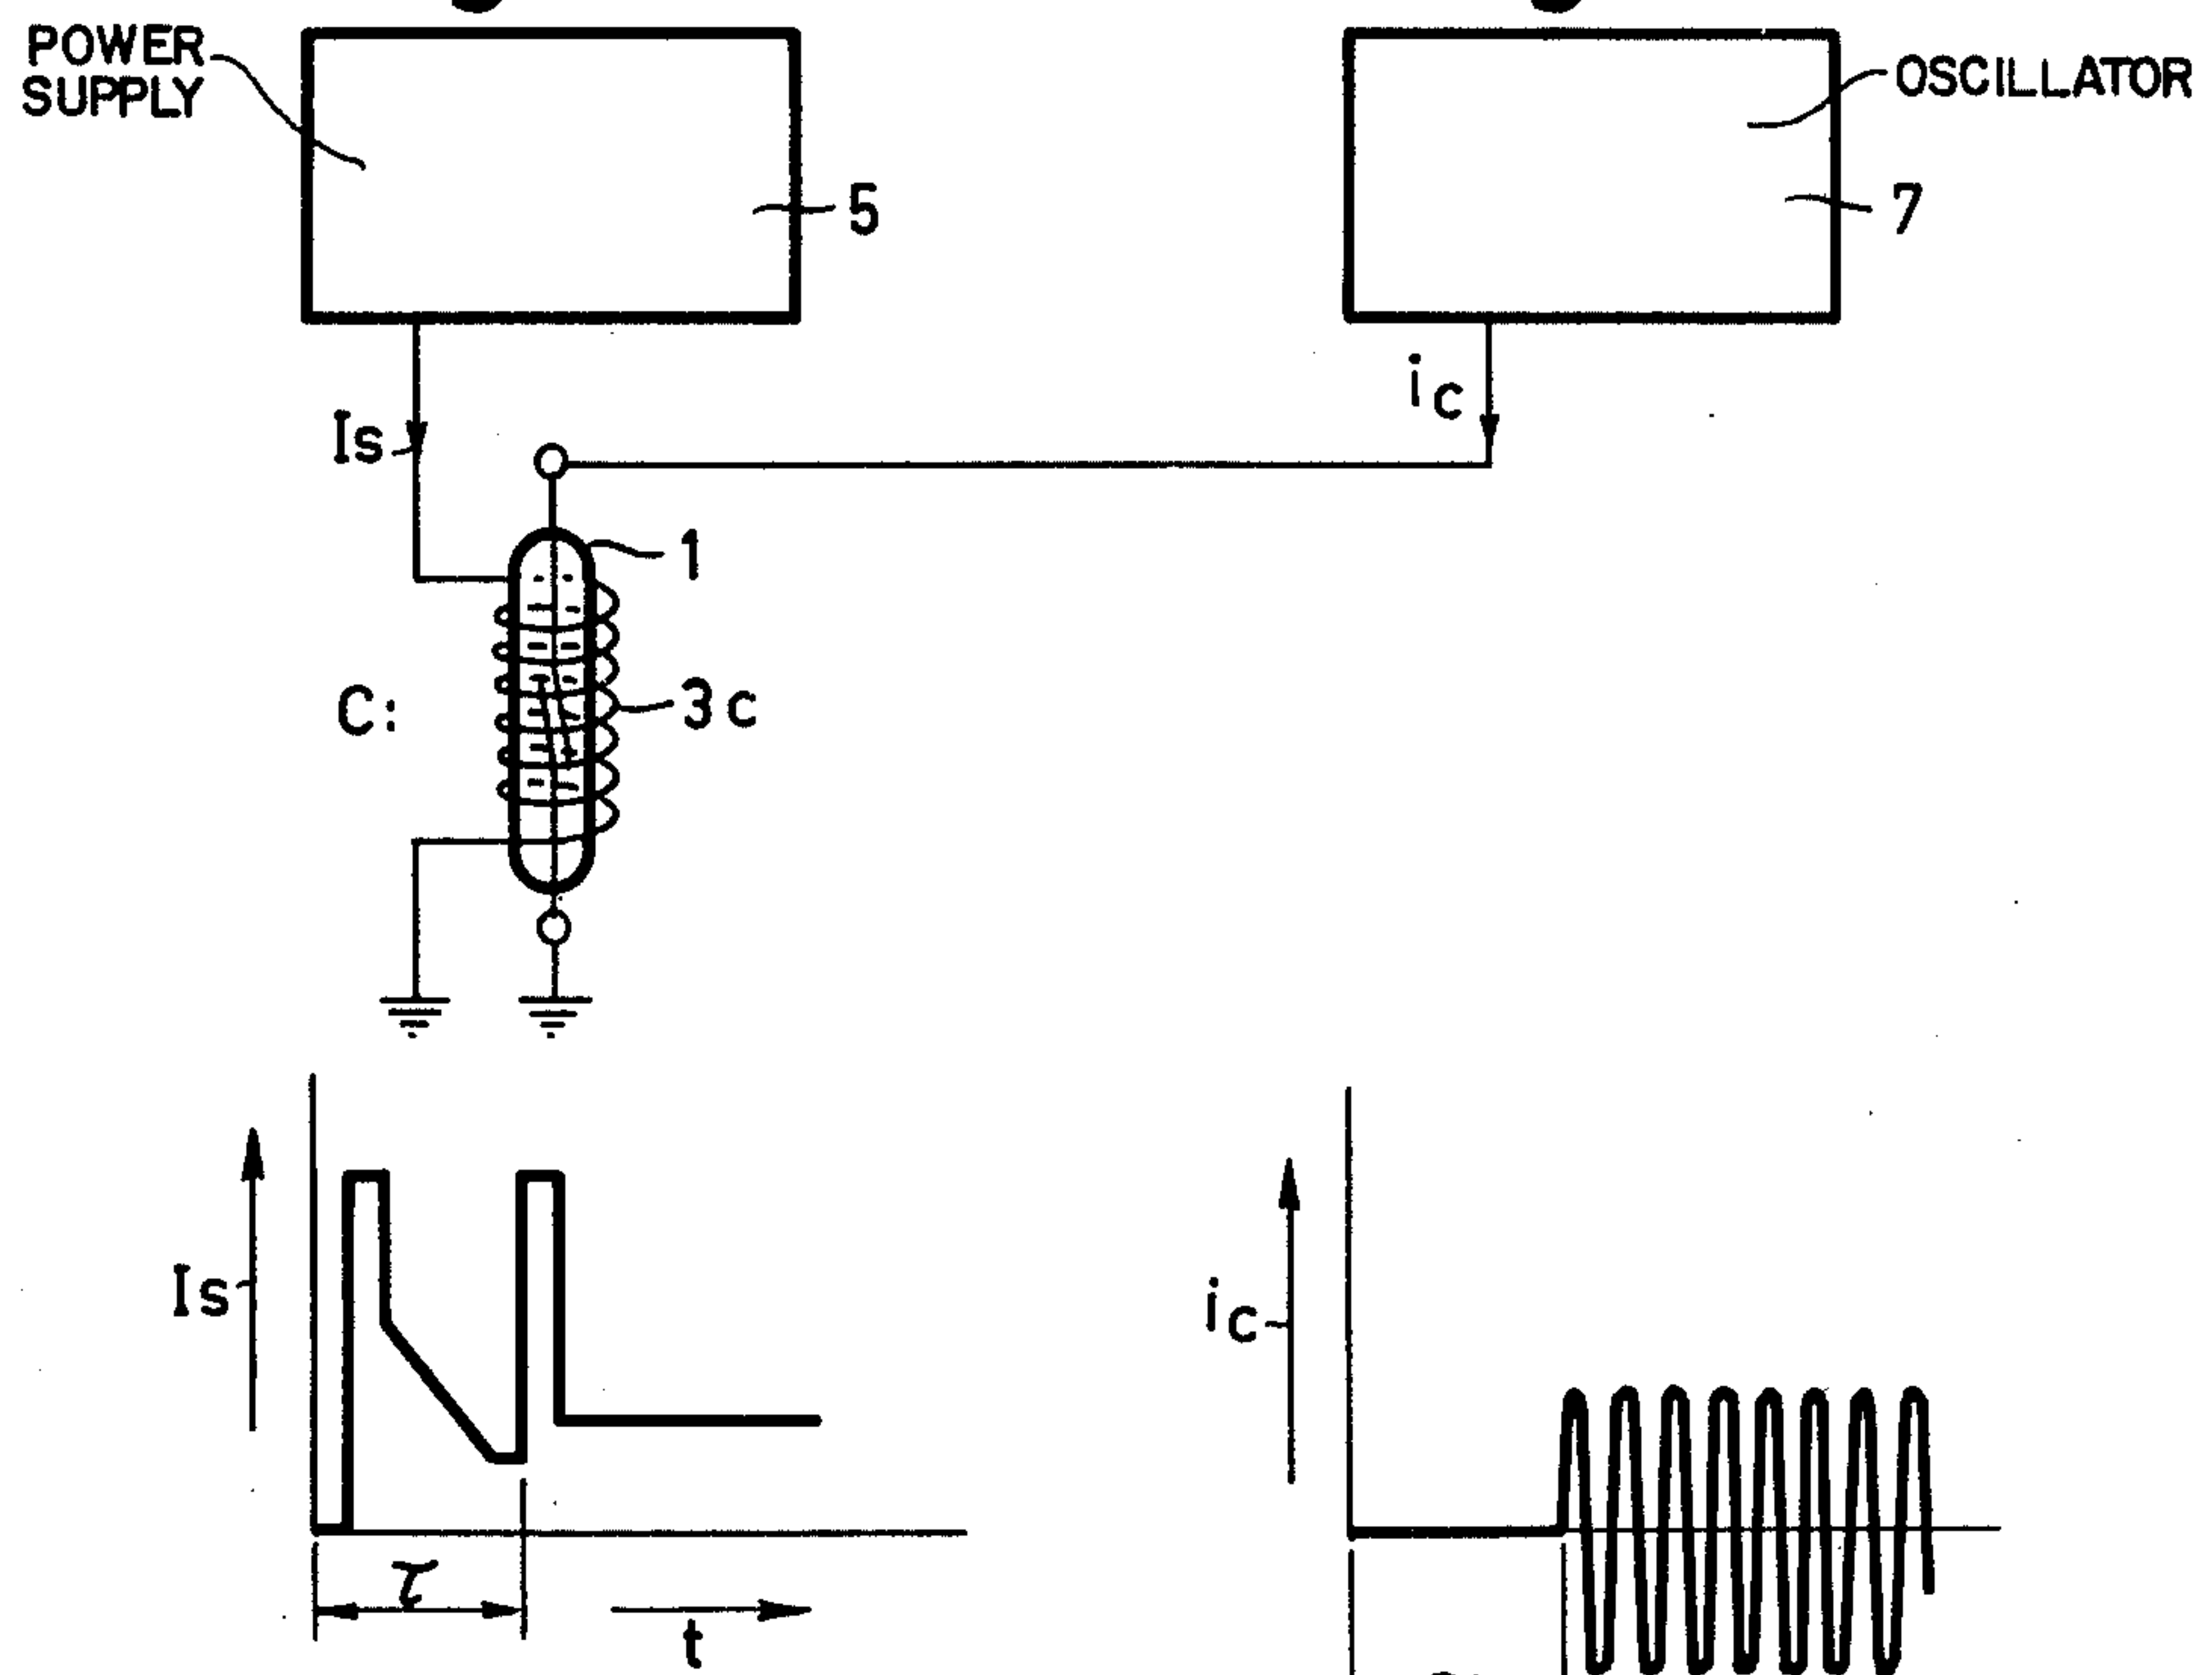 POWER
SUPPLY
OSCILLATOR
5
7
Is
ic
1
C:
3c
Is
ic
τ
t